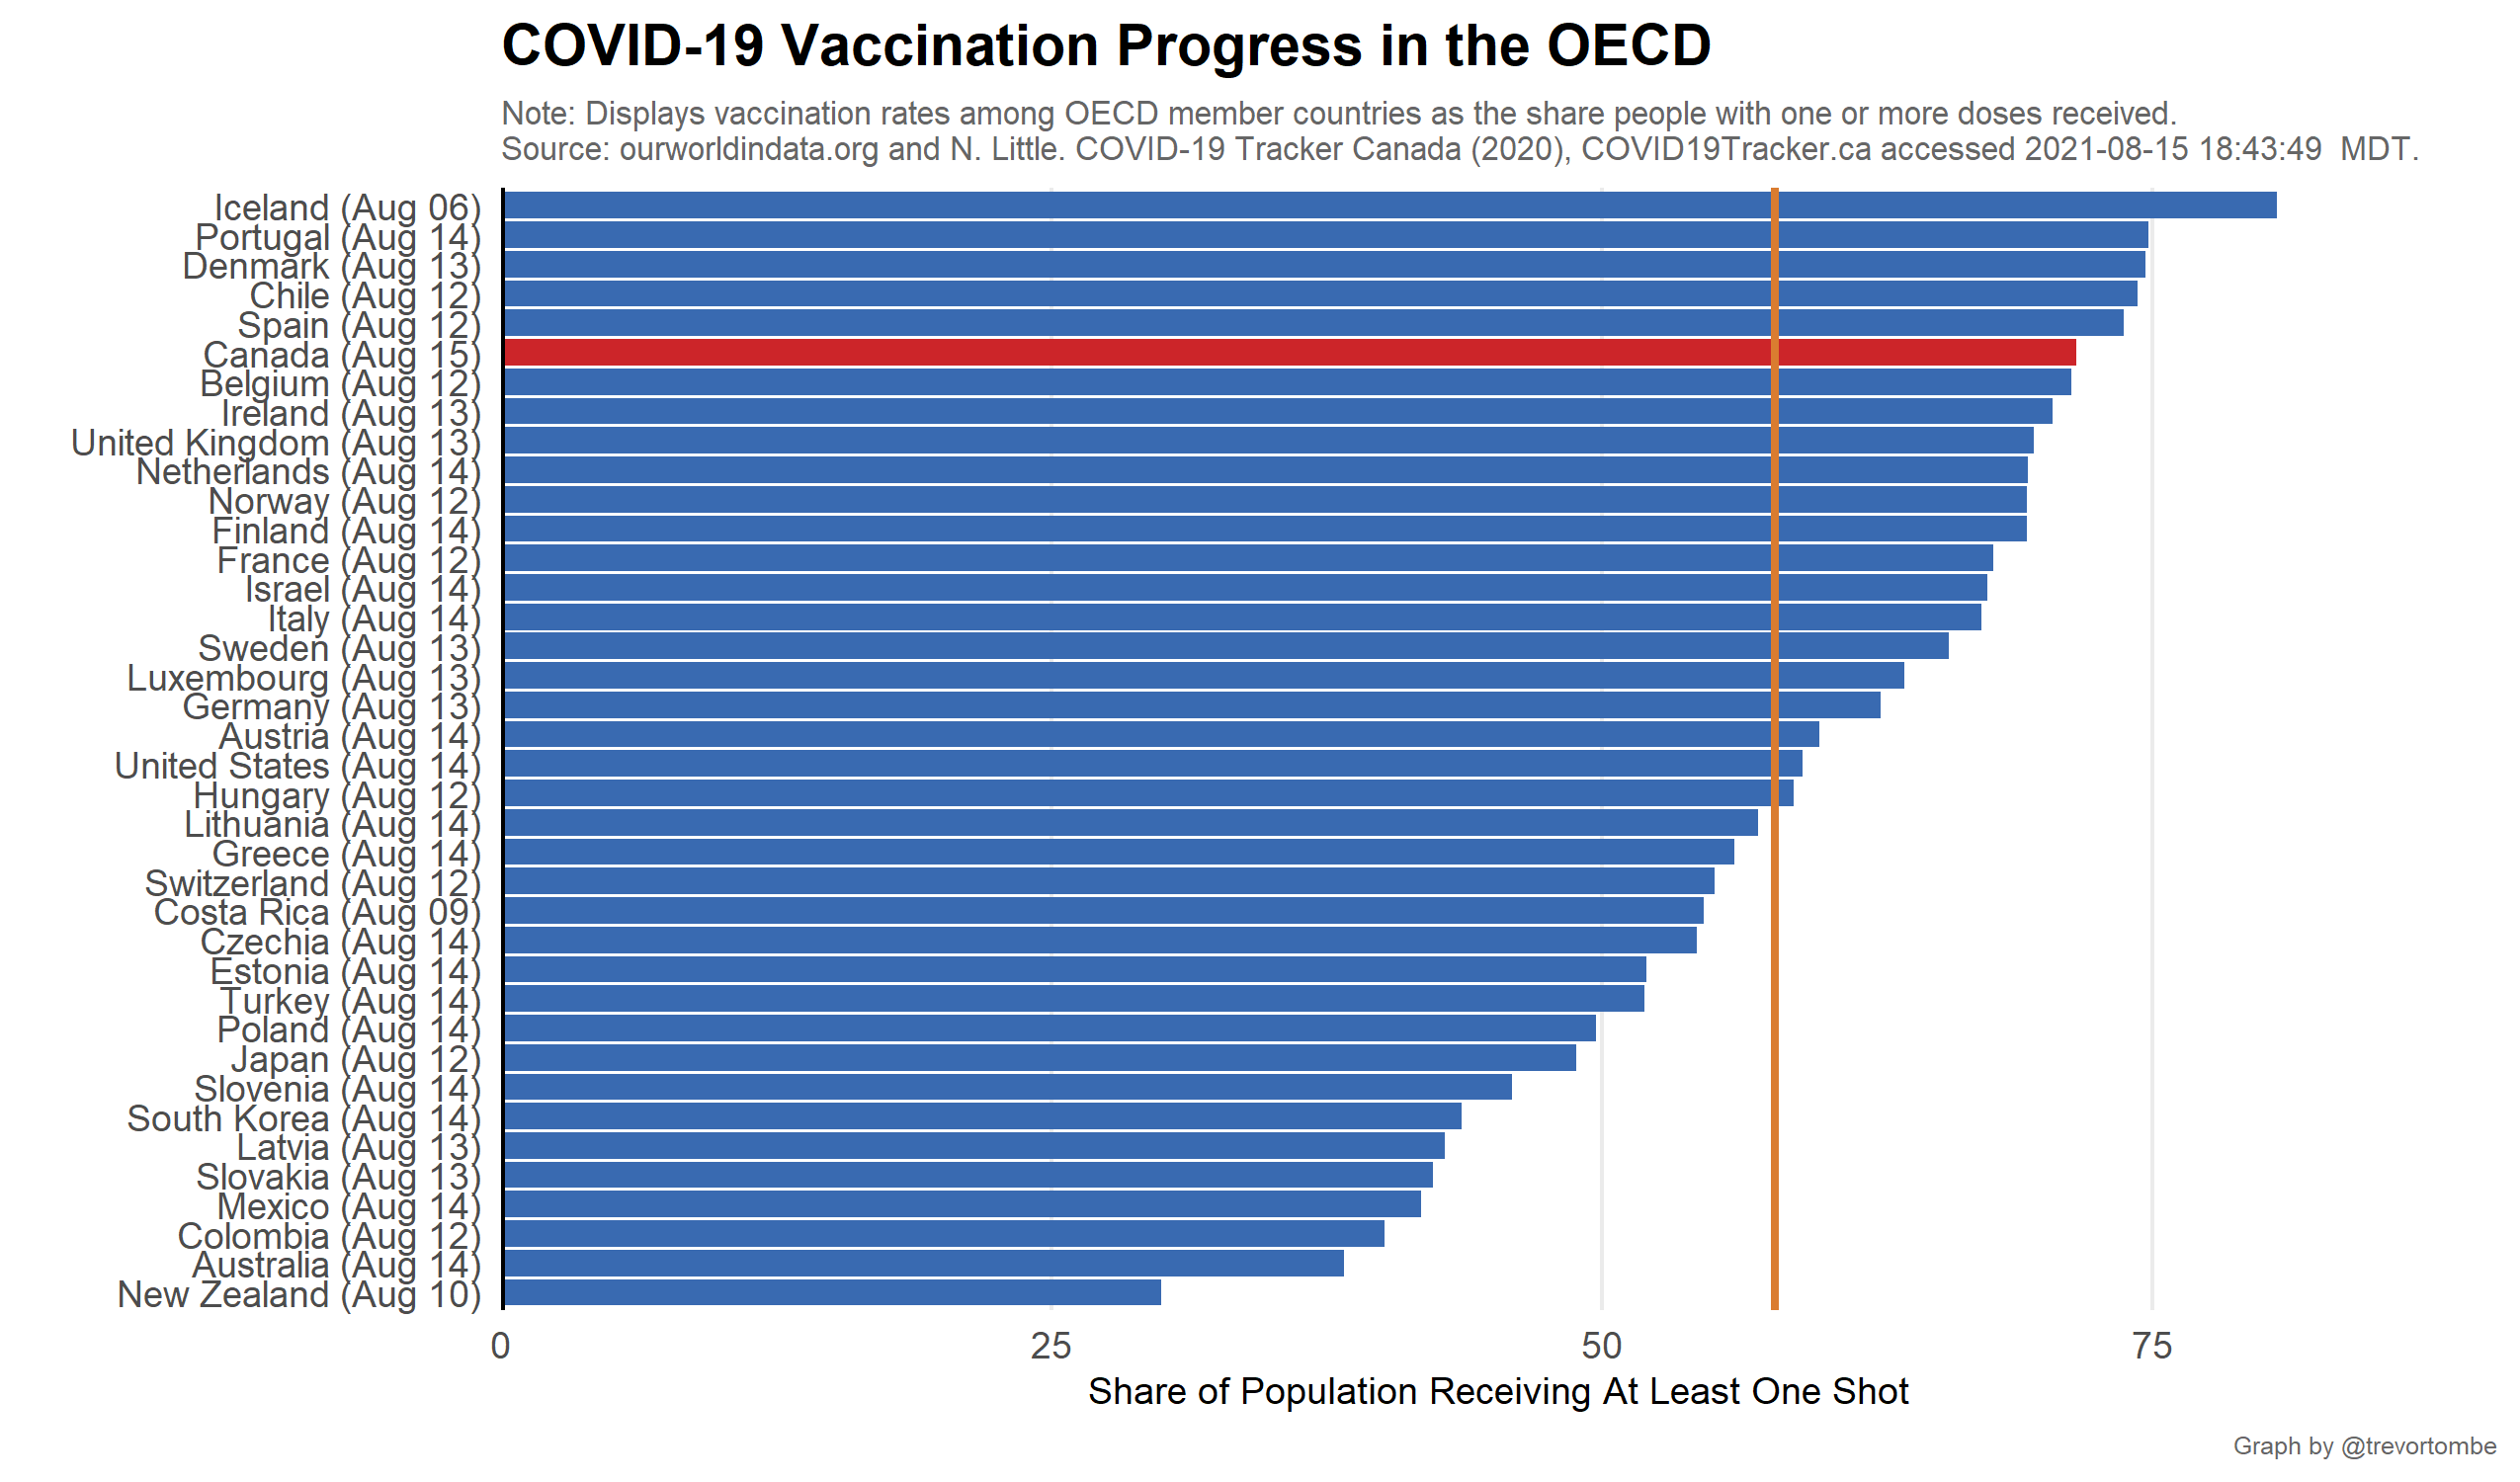 COVID-19 Vaccination Progress in the OECD
Note: Displays vaccination rates among OECD member countries as the share people with one or more doses received.
Source: ourworldindata.org and N. Little. COVID-19 Tracker Canada (2020), COVID19Tracker.ca accessed 2021-08-15 18:43:49  MDT.
Iceland (Aug 06)
Portugal (Aug 14)
Denmark (Aug 13)
Chile (Aug 12)
Spain (Aug 12)
Canada (Aug 15)
Belgium (Aug 12)
Ireland (Aug 13)
United Kingdom (Aug 13)
Netherlands (Aug 14)
Norway (Aug 12)
Finland (Aug 14)
France (Aug 12)
Israel (Aug 14)
Italy (Aug 14)
Sweden (Aug 13)
Luxembourg (Aug 13)
Germany (Aug 13)
Austria (Aug 14)
United States (Aug 14)
Hungary (Aug 12)
Lithuania (Aug 14)
Greece (Aug 14)
Switzerland (Aug 12)
Costa Rica (Aug 09)
Czechia (Aug 14)
Estonia (Aug 14)
Turkey (Aug 14)
Poland (Aug 14)
Japan (Aug 12)
Slovenia (Aug 14)
South Korea (Aug 14)
Latvia (Aug 13)
Slovakia (Aug 13)
Mexico (Aug 14)
Colombia (Aug 12)
Australia (Aug 14)
New Zealand (Aug 10)
0 25 50 75
Share of Population Receiving At Least One Shot
Graph by @trevortombe